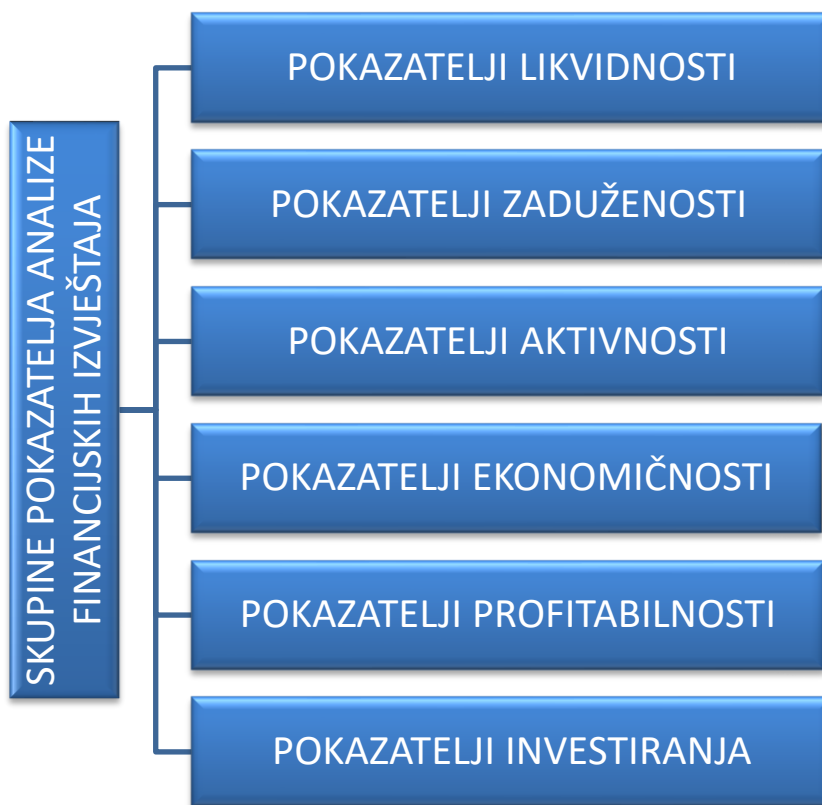 SKUPINE POKAZATELJA ANALIZE
FINANCIJSKIH IZVJEŠTAJA
POKAZATELJI LIKVIDNOSTI
POKAZATELJI ZADUŽENOSTI
POKAZATELJI AKTIVNOSTI
POKAZATELJI EKONOMIČNOSTI
POKAZATELJI PROFITABILNOSTI
POKAZATELJI INVESTIRANJA